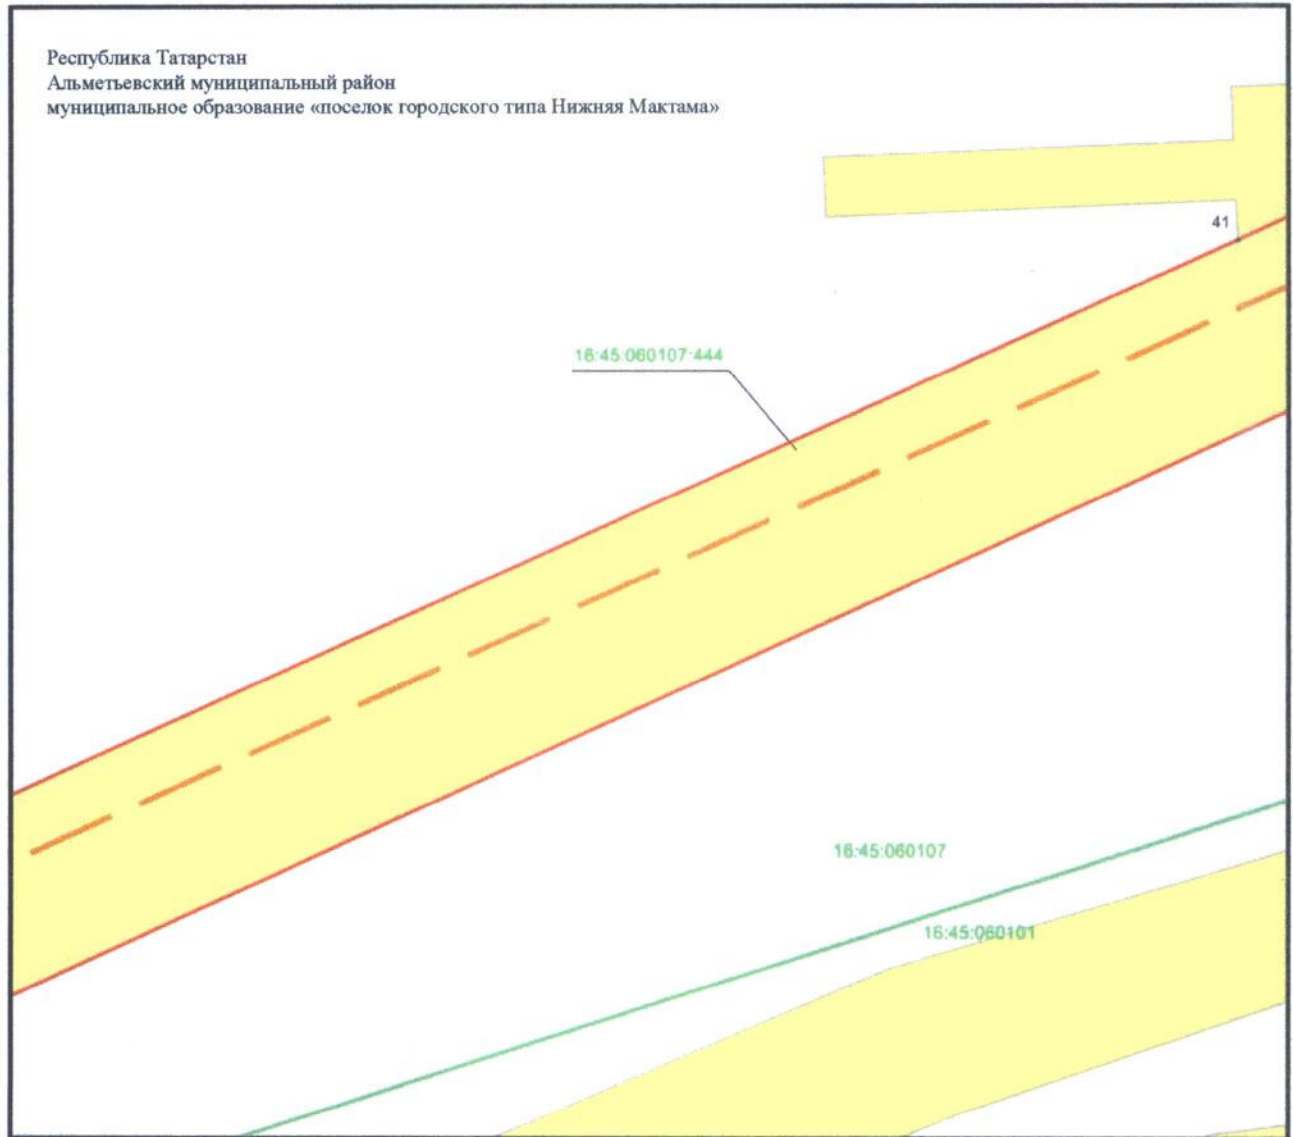 Республика Татарстан
Альметьевский муниципальный район
муниципальное образование «поселок городского типа Нижняя Мактама»
41
16:45:060107:444
16:45:060107
16:45:060101